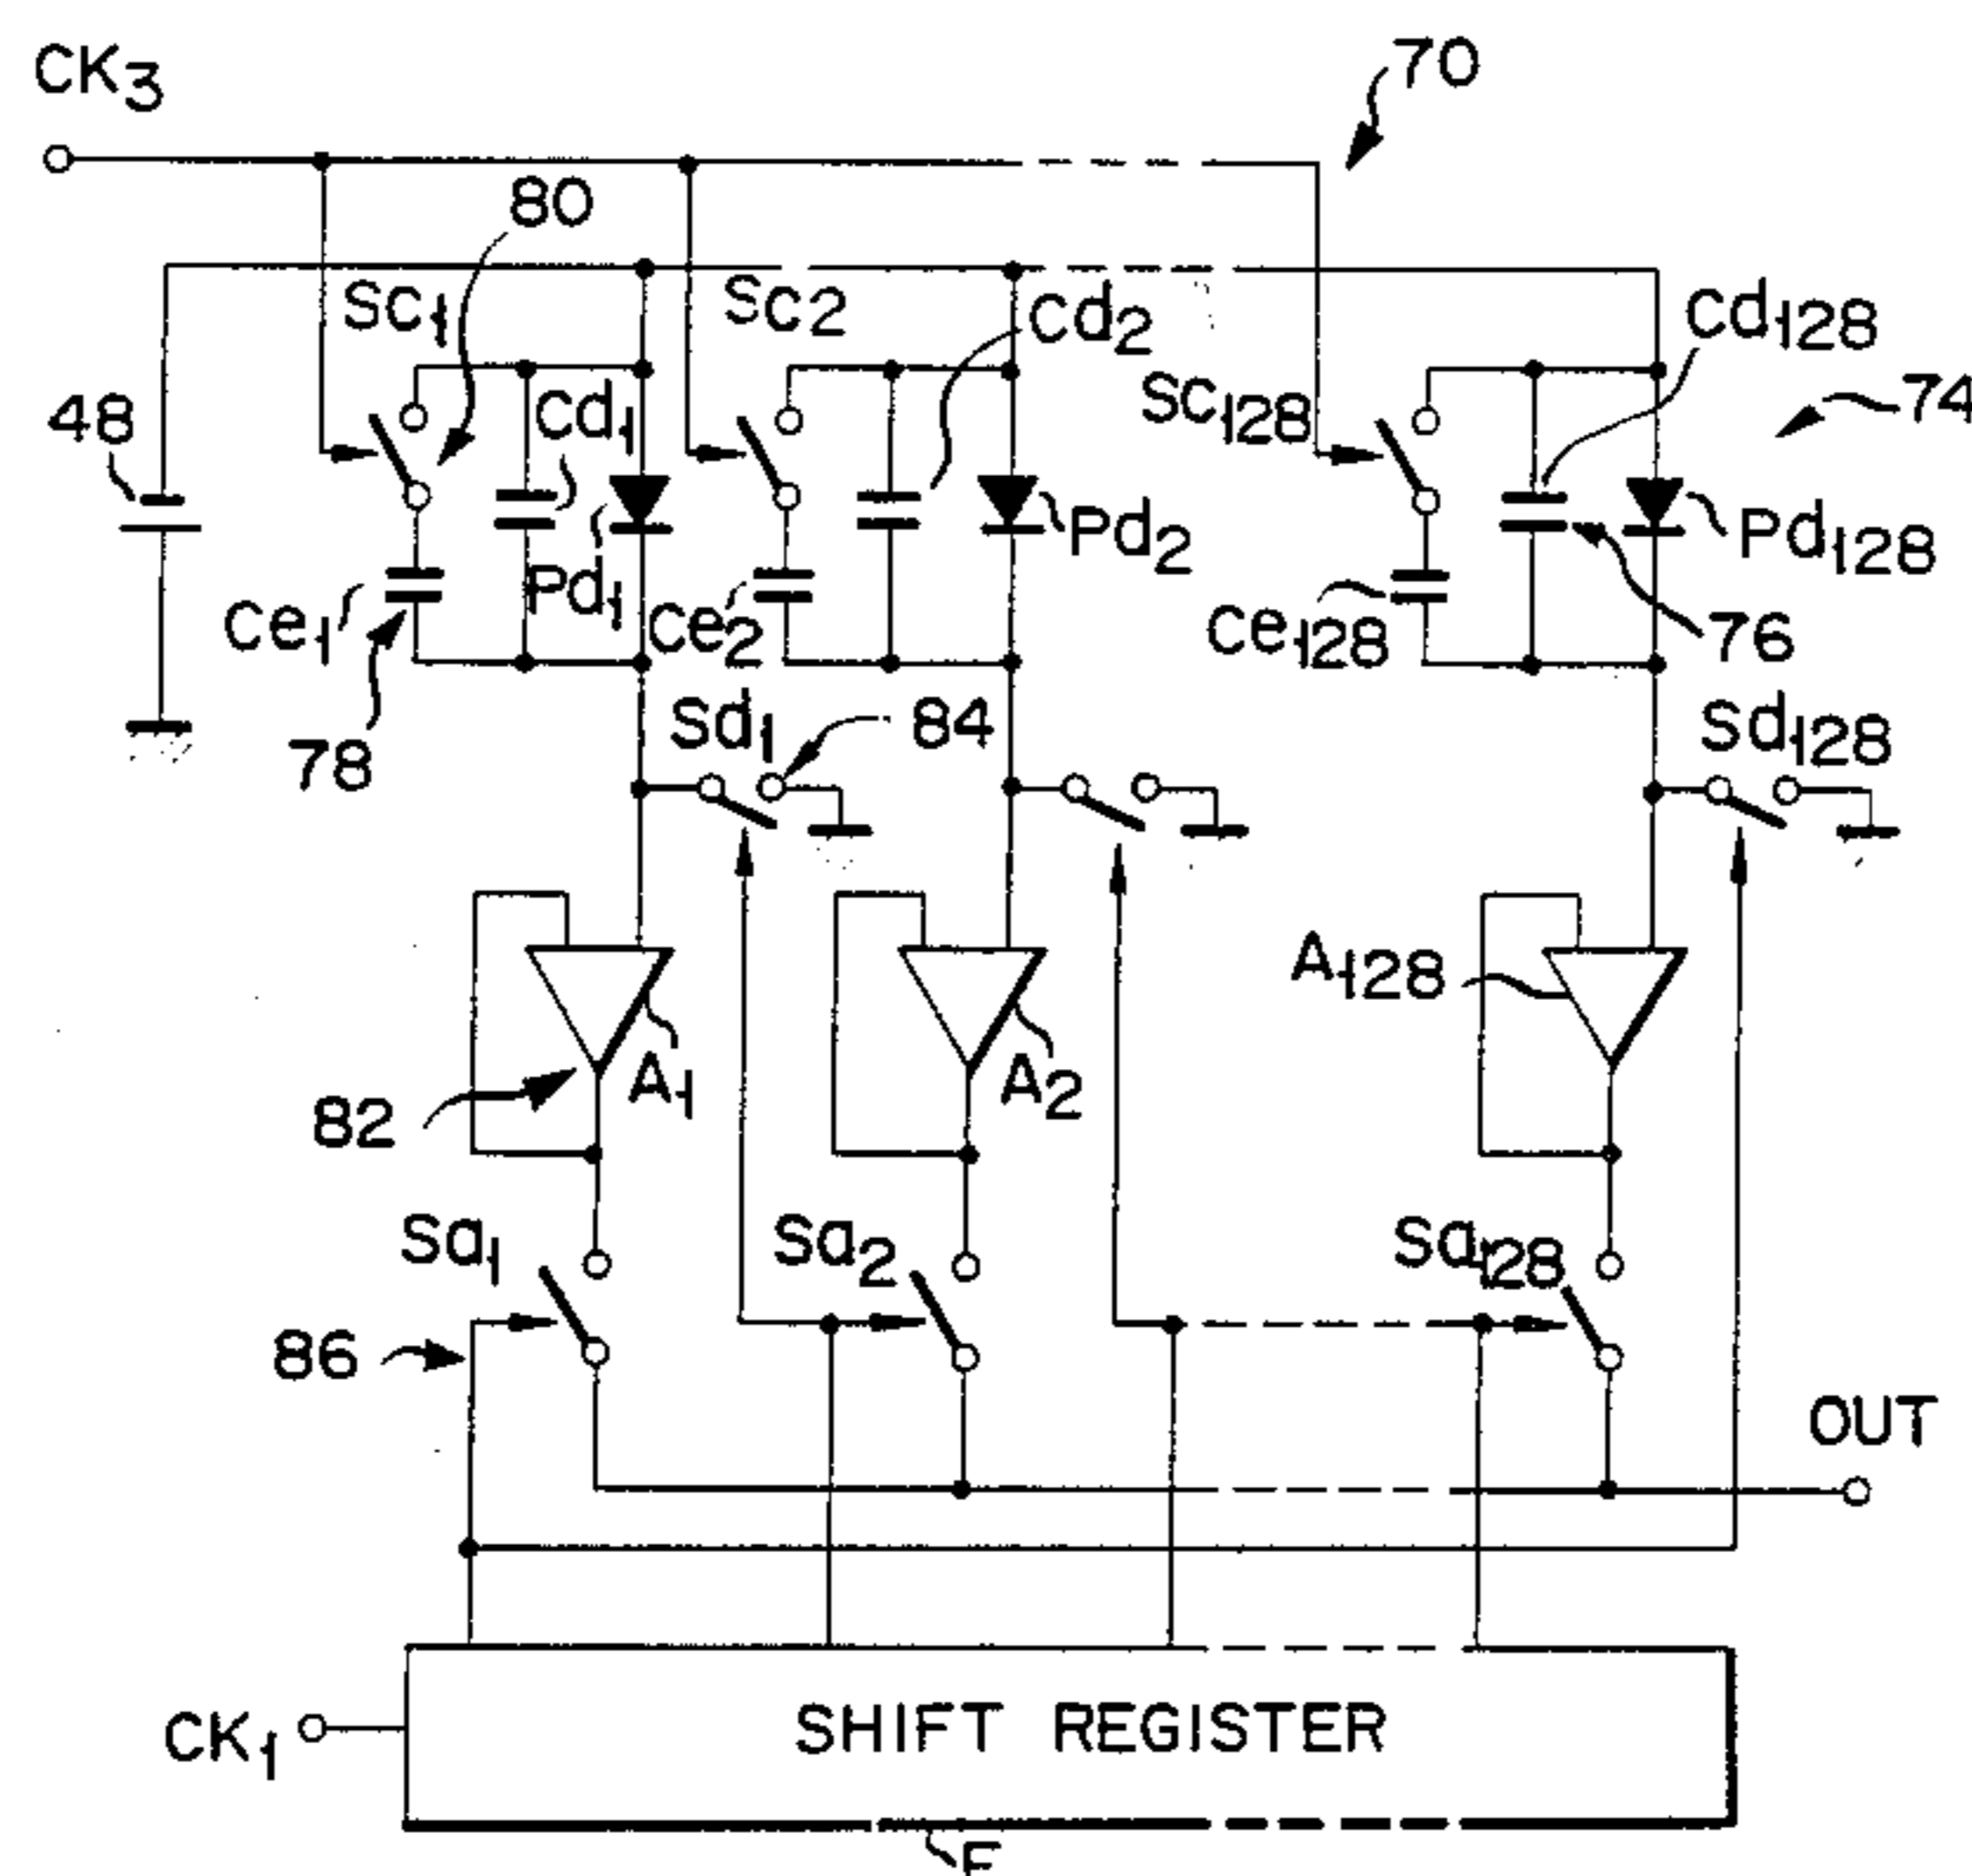 CK3
70
80
Sc1
Sc2
Cd2
Cd128
48
Cd1
Sc128
74
Pd2
Pd128
Ce1
Pd1
Ce2
Ce128
76
78
Sd1
84
Sd128
A128
82
A1
A2
Sa1
Sa2
Sa128
86
OUT
CK1
SHIFT REGISTER